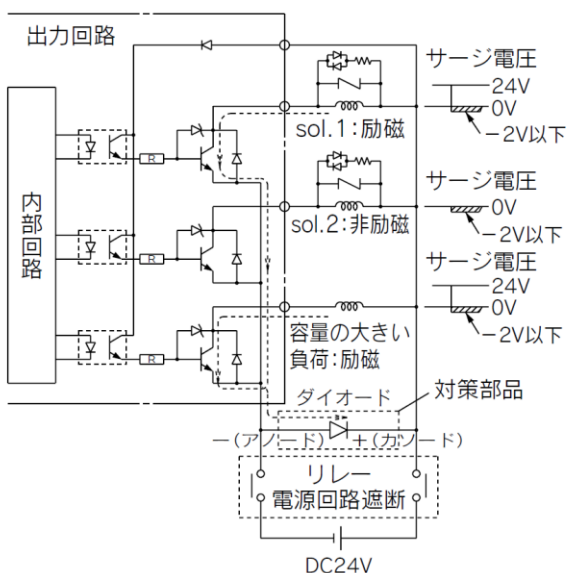 出力回路
内部回路
R
R
R
sol.1:励磁
サージ電圧
24V
0V
-2V以下
sol.2:非励磁
サージ電圧
0V
-2V以下
容量の大きい
負荷:励磁
サージ電圧
24V
0V
-2V以下
ダイオード
対策部品
-(アノード)
+(カソード)
リレー
電源回路遮断
DC24V